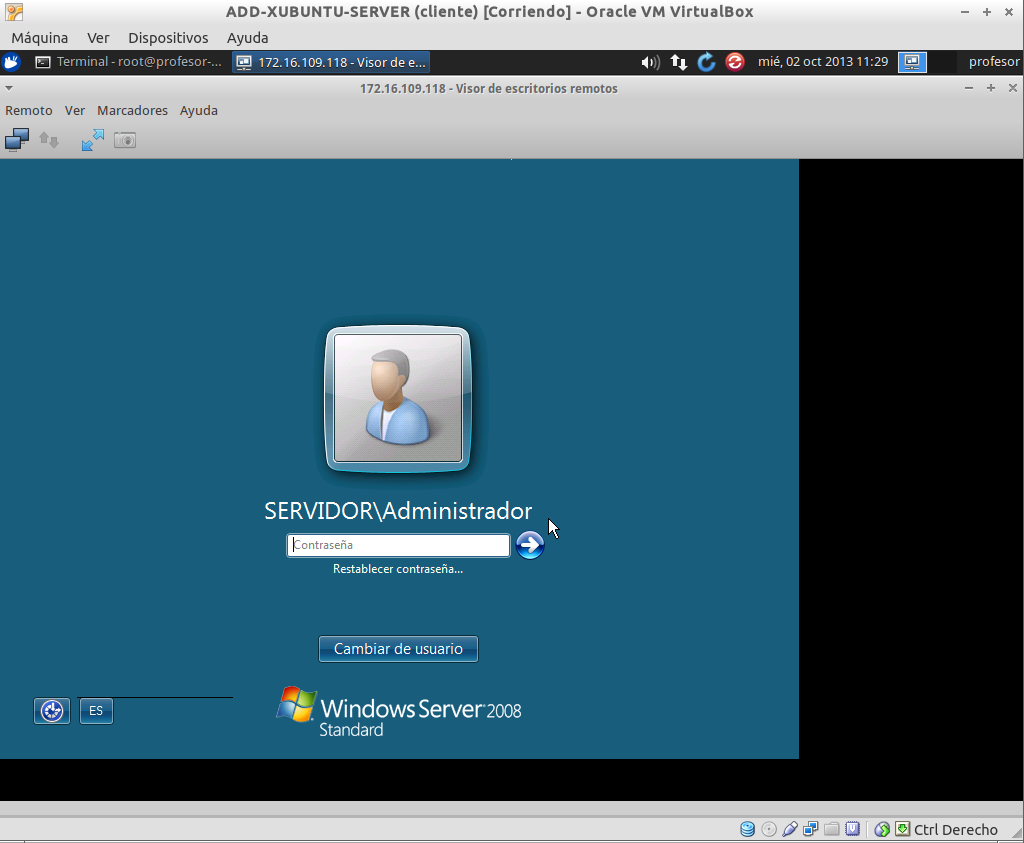 ADD-XUBUNTU-SERVER (cliente) [Corriendo] - Oracle VM VirtualBox
Máquina Ver Dispositivos Ayuda
Terminal - root@profesor-... 172.16.109.118 - Visor de e... mié, 02 oct 2013 11:29 profesor
172.16.109.118 - Visor de escritorios remotos
Remoto Ver Marcadores Ayuda
SERVIDOR\Administrador
Contraseña
Restablecer contraseña...
Cambiar de usuario
ES
Windows Server 2008
Standard
Ctrl Derecho